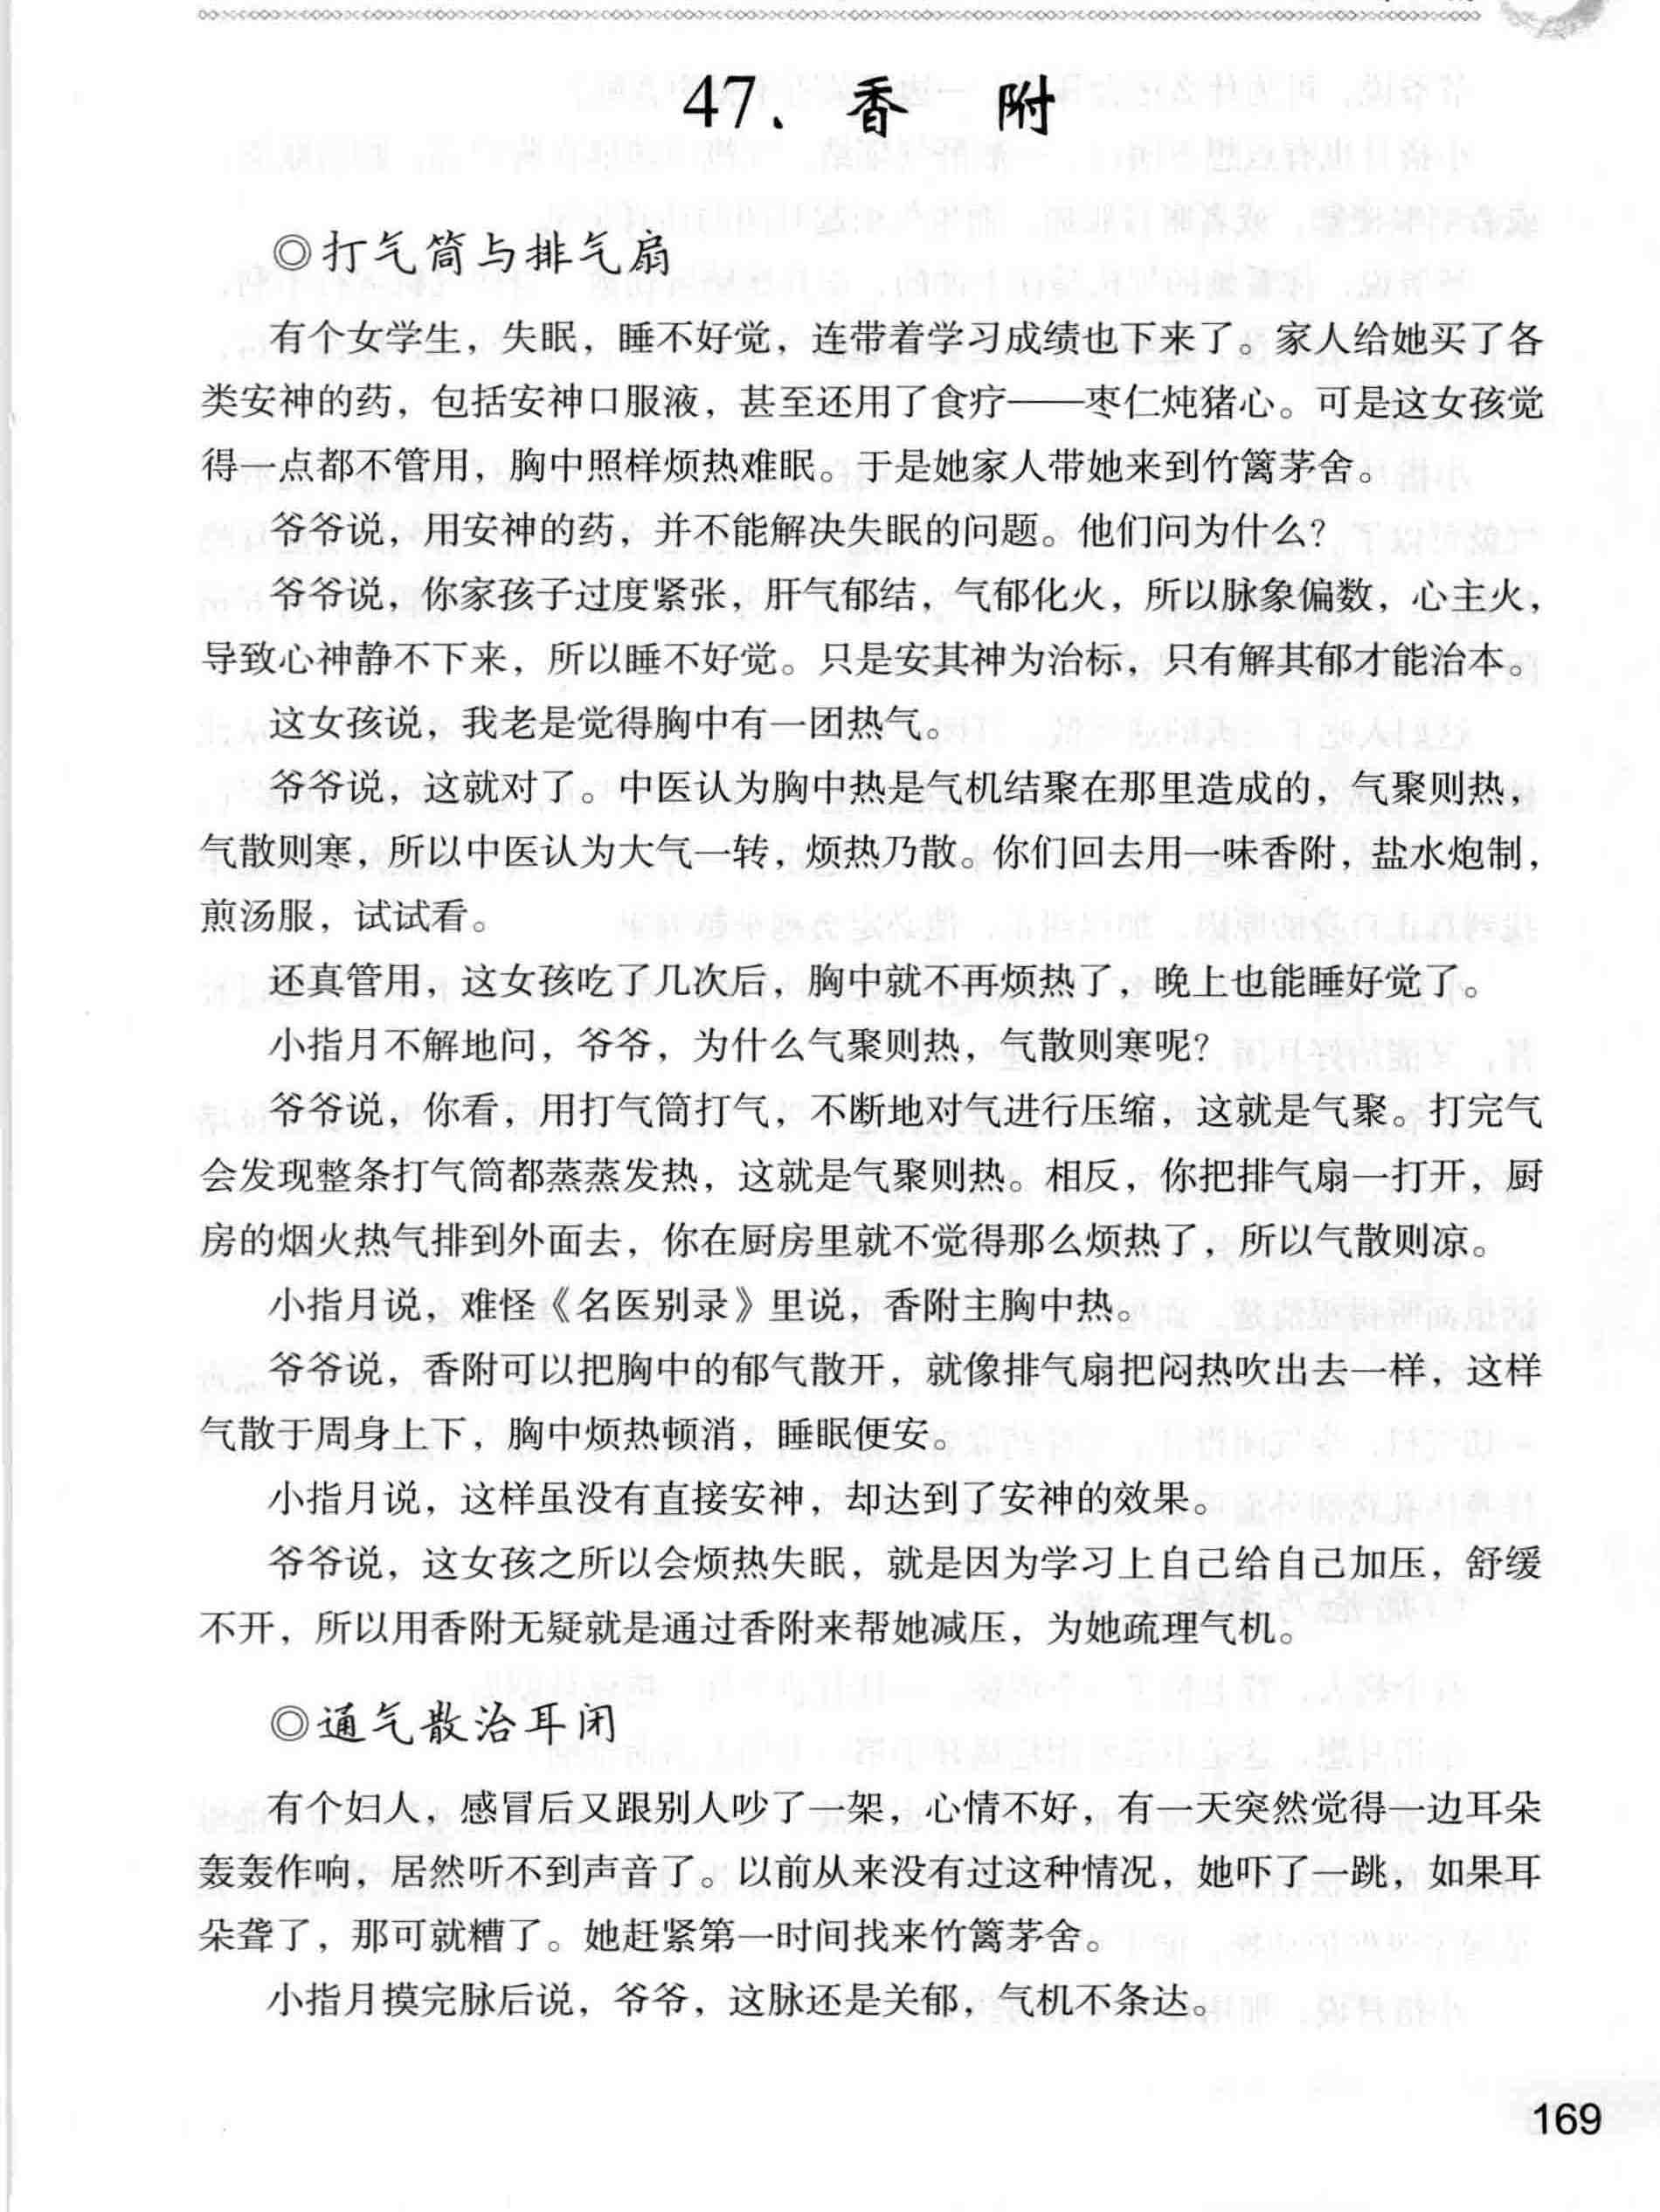 47、香　附
◎打气筒与排气扇
有个女学生，失眠，睡不好觉，连带着学习成绩也下来了。家人给她买了各
类安神的药，包括安神口服液，甚至还用了食疗——枣仁炖猪心。可是这女孩觉
得一点都不管用，胸中照样烦热难眠。于是她家人带她来到竹篱茅舍。
爷爷说，用安神的药，并不能解决失眠的问题。他们问为什么？
爷爷说，你家孩子过度紧张，肝气郁结，气郁化火，所以脉象偏数，心主火，
导致心神静不下来，所以睡不好觉。只是安其神为治标，只有解其郁才能治本。
这女孩说，我老是觉得胸中有一团热气。
爷爷说，这就对了。中医认为胸中热是气机结聚在那里造成的，气聚则热，
气散则寒，所以中医认为大气一转，烦热乃散。你们回去用一味香附，盐水炮制，
煎汤服，试试看。
还真管用，这女孩吃了几次后，胸中就不再烦热了，晚上也能睡好觉了。
小指月不解地问，爷爷，为什么气聚则热，气散则寒呢？
爷爷说，你看，用打气筒打气，不断地对气进行压缩，这就是气聚。打完气
会发现整条打气筒都蒸蒸发热，这就是气聚则热。相反，你把排气扇一打开，厨
房的烟火热气排到外面去，你在厨房里就不觉得那么烦热了，所以气散则凉。
小指月说，难怪《名医别录》里说，香附主胸中热。
爷爷说，香附可以把胸中的郁气散开，就像排气扇把闷热吹出去一样，这样
气散于周身上下，胸中烦热顿消，睡眠便安。
小指月说，这样虽没有直接安神，却达到了安神的效果。
爷爷说，这女孩之所以会烦热失眠，就是因为学习上自己给自己加压，舒缓
不开，所以用香附无疑就是通过香附来帮她减压，为她疏理气机。
◎通气散治耳闭
有个妇人，感冒后又跟别人吵了一架，心情不好，有一天突然觉得一边耳朵
轰轰作响，居然听不到声音了。以前从来没有过这种情况，她吓了一跳，如果耳
朵聋了，那可就糟了。她赶紧第一时间找来竹篱茅舍。
小指月摸完脉后说，爷爷，这脉还是关郁，气机不条达。
169